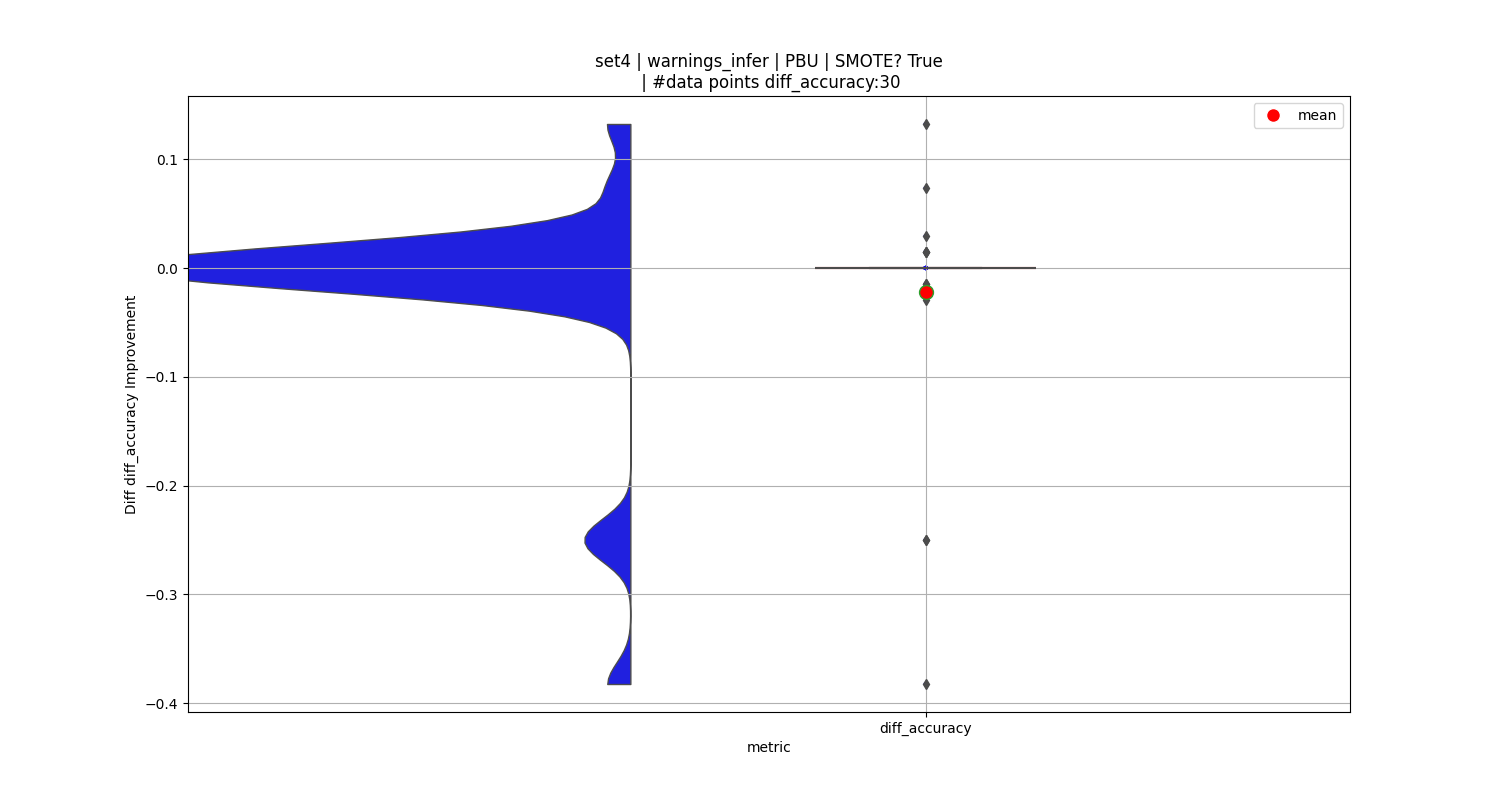 set4 | warnings_infer | PBU | SMOTE? True
| #data points diff_accuracy:30
mean
0.1
0.0
−0.1
−0.2
−0.3
−0.4
Diff diff_accuracy Improvement
diff_accuracy
metric